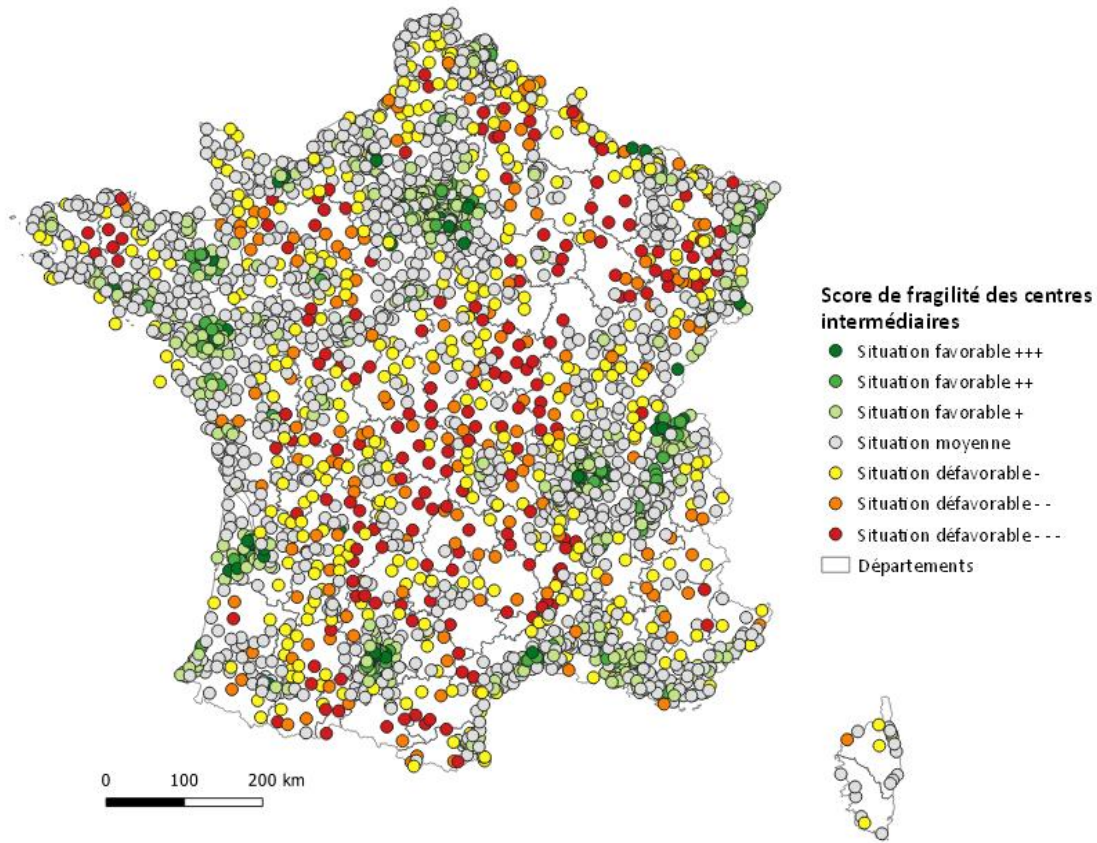 Score de fragilité des centres
intermédiaires
Situation favorable +++
Situation favorable ++
Situation favorable +
Situation moyenne
Situation défavorable -
Situation défavorable - -
Situation défavorable - - -
Départements
0 100 200 km